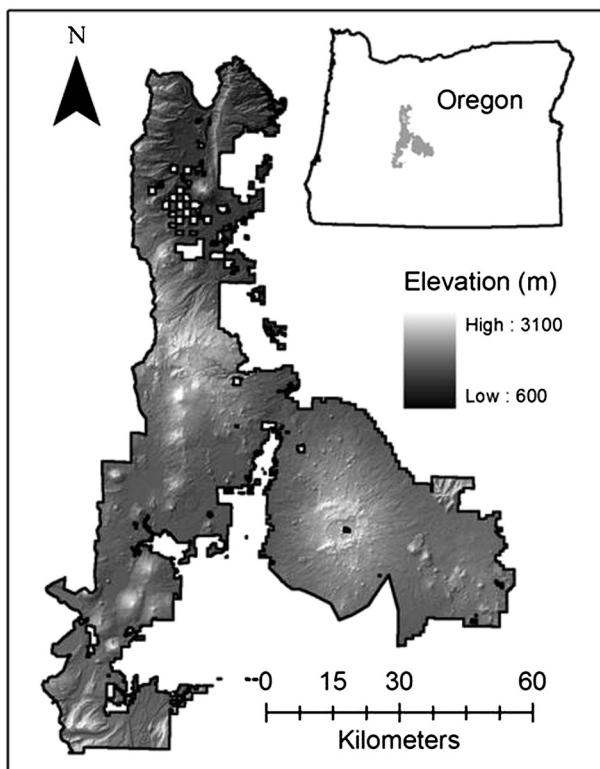 N
Oregon
Elevation (m)
High : 3100
Low : 600
0 15 30 60
Kilometers